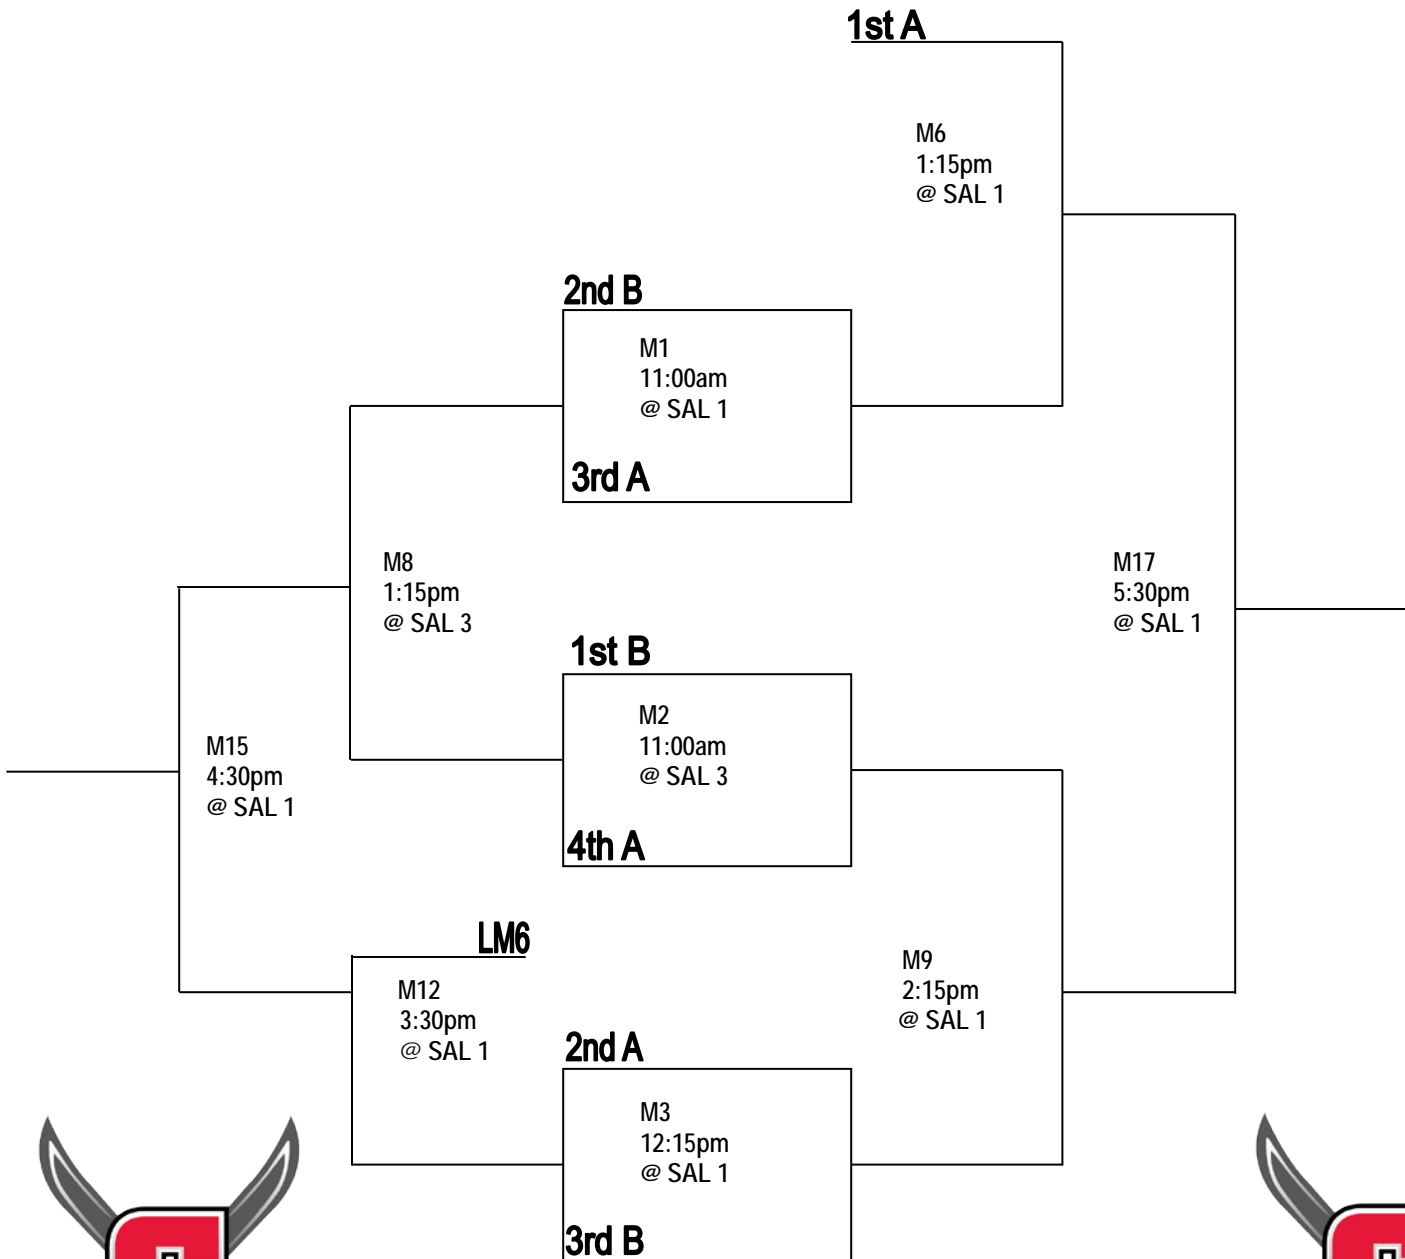 1st A
M6
1:15pm
@ SAL 1
2nd B
M1
11:00am
@ SAL 1
3rd A
M8
1:15pm
@ SAL 3
M17
5:30pm
@ SAL 1
1st B
M2
11:00am
@ SAL 3
4th A
M15
4:30pm
@ SAL 1
LM6
M12
3:30pm
@ SAL 1
M9
2:15pm
@ SAL 1
2nd A
M3
12:15pm
@ SAL 1
3rd B